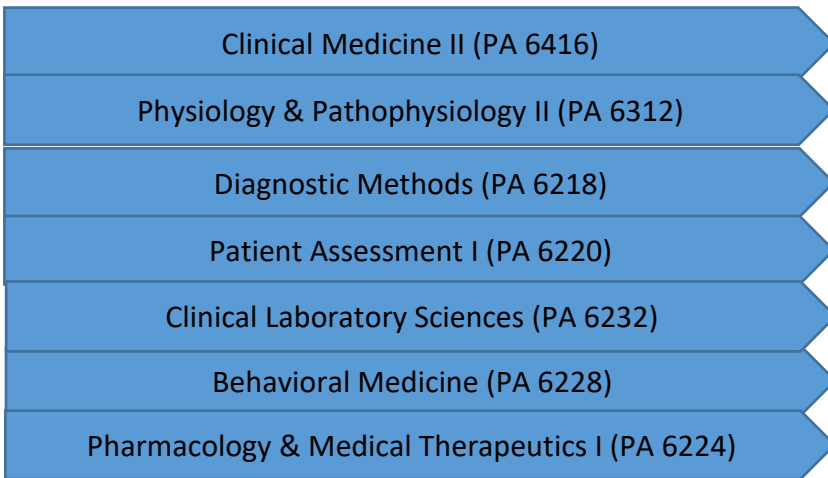 Clinical Medicine II (PA 6416)
Physiology & Pathophysiology II (PA 6312)
Diagnostic Methods (PA 6218)
Patient Assessment I (PA 6220)
Clinical Laboratory Sciences (PA 6232)
Behavioral Medicine (PA 6228)
Pharmacology & Medical Therapeutics I (PA 6224)